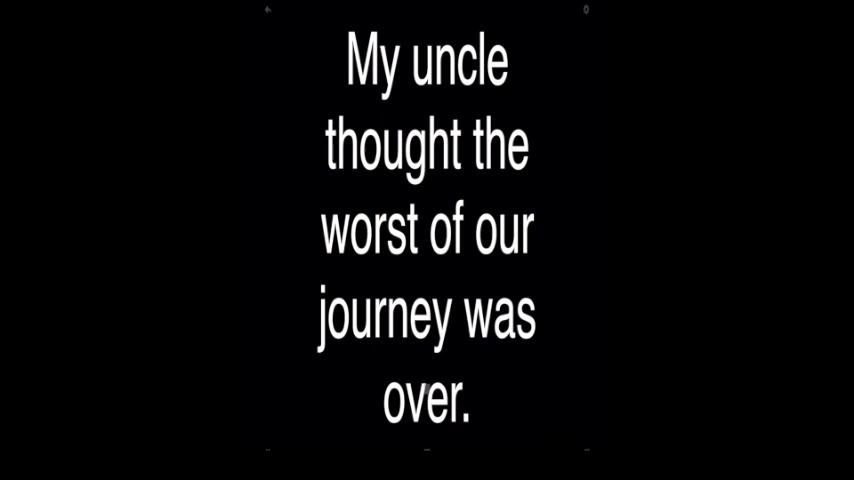 My uncle
thought the
worst of our
journey was
over.